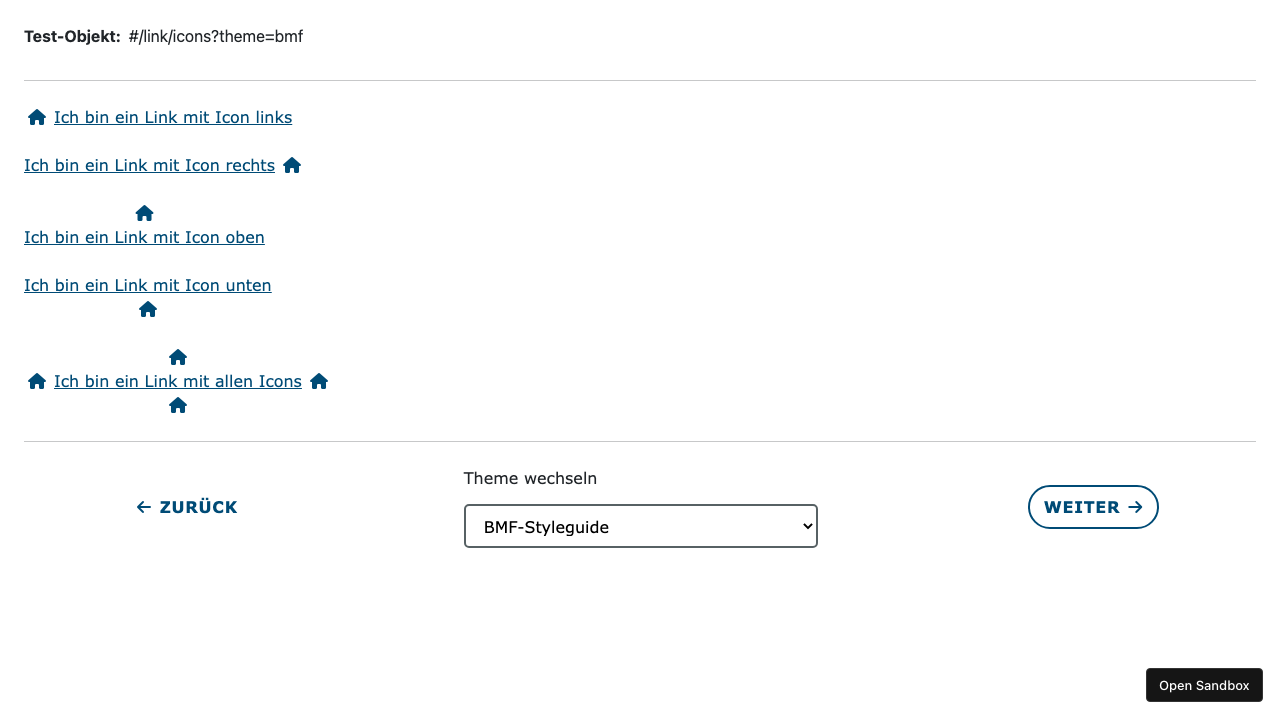 Test-Objekt: #/link/icons?theme=bmf
Ich bin ein Link mit Icon links
Ich bin ein Link mit Icon rechts
Ich bin ein Link mit Icon oben
Ich bin ein Link mit Icon unten
Ich bin ein Link mit allen Icons
Theme wechseln
ZURÜCK
BMF-Styleguide
WEITER
Open Sandbox